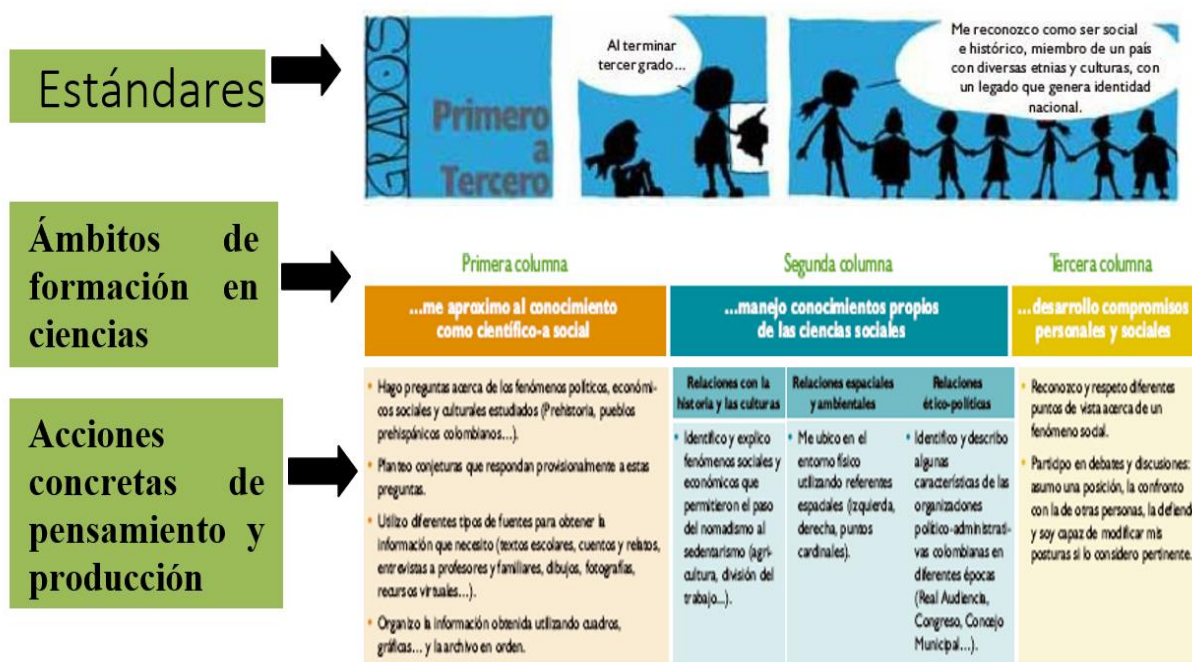 Estándares
GRADOS
Primero
a
Tercero
Al terminar
tercer grado...
Me reconozco como ser social
e histórico, miembro de un país
con diversas etnias y culturas, con
un legado que genera identidad
nacional.
Ámbitos de
formación en
ciencias
Primera columna
Segunda columna
Tercera columna
...me aproximo al conocimiento
como científico-a social
...manejo conocimientos propios
de las ciencias sociales
...desarrollo compromisos
personales y sociales
Acciones
concretas de
pensamiento y
producción
• Hago preguntas acerca de los fenómenos políticos, económi-
cos sociales y culturales estudiados (Prehistoria, pueblos
prehispánicos colombianos...).
• Planteo conjeturas que respondan provisionalmente a estas
preguntas.
• Utilizo diferentes tipos de fuentes para obtener la
información que necesito (textos escolares, cuentos y relatos,
entrevistas a profesores y familiares, dibujos, fotografías,
recursos virtuales...).
• Organizo la información obtenida utilizando cuadros,
gráficas... y la archivo en orden.
Relaciones con la
historia y las culturas
• Identifico y explico
fenómenos sociales y
económicos que
permitieron el paso
del nomadismo al
sedentarismo (agri-
cultura, división del
trabajo...).
Relaciones espaciales
y ambientales
• Me ubico en el
entorno físico
utilizando referentes
espaciales (izquierda,
derecha, puntos
cardinales).
Relaciones
ético-políticas
• Identifico y describo
algunas
características de las
organizaciones
político-administrati-
vas colombianas en
diferentes épocas
(Real Audiencia,
Congreso, Concejo
Municipal...).
• Reconozco y respeto diferentes
puntos de vista acerca de un
fenómeno social.
• Participo en debates y discusiones:
asumo una posición, la confronto
con la de otras personas, la defiendo
y soy capaz de modificar mis
posturas si lo considero pertinente.